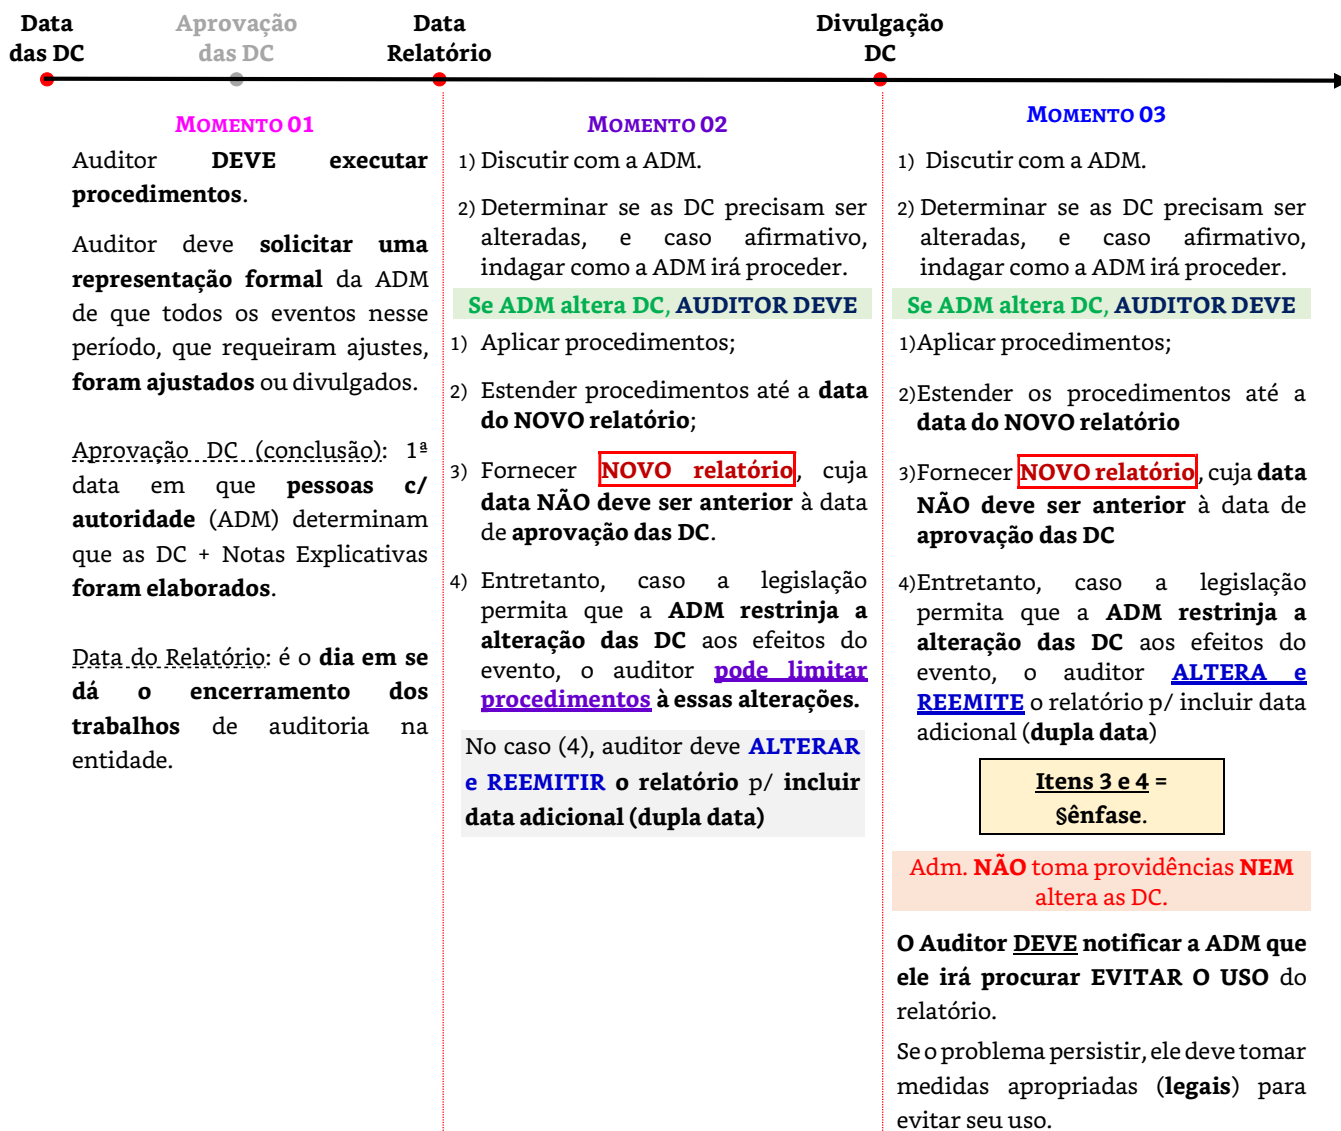 Data
das DC
Aprovação
das DC
Data
Relatório
Divulgação
DC
MOMENTO 01
Auditor DEVE executar
procedimentos.
Auditor deve solicitar uma
representação formal da ADM
de que todos os eventos nesse
período, que requeiram ajustes,
foram ajustados ou divulgados.
Aprovação DC (conclusão): 1ª
data em que pessoas c/
autoridade (ADM) determinam
que as DC + Notas Explicativas
foram elaborados.
Data do Relatório: é o dia em se
dá o encerramento dos
trabalhos de auditoria na
entidade.
MOMENTO 02
1) Discutir com a ADM.
2) Determinar se as DC precisam ser
alteradas, e caso afirmativo,
indagar como a ADM irá proceder.
Se ADM altera DC, AUDITOR DEVE
1) Aplicar procedimentos;
2) Estender procedimentos até a data
do NOVO relatório;
3) Fornecer NOVO relatório, cuja
data NÃO deve ser anterior à data
de aprovação das DC.
4) Entretanto, caso a legislação
permita que a ADM restrinja a
alteração das DC aos efeitos do
evento, o auditor pode limitar
procedimentos à essas alterações.
No caso (4), auditor deve ALTERAR
e REEMITIR o relatório p/ incluir
data adicional (dupla data)
MOMENTO 03
1) Discutir com a ADM.
2) Determinar se as DC precisam ser
alteradas, e caso afirmativo,
indagar como a ADM irá proceder.
Se ADM altera DC, AUDITOR DEVE
1)Aplicar procedimentos;
2)Estender os procedimentos até a
data do NOVO relatório
3)Fornecer NOVO relatório, cuja data
NÃO deve ser anterior à data de
aprovação das DC
4)Entretanto, caso a legislação
permita que a ADM restrinja a
alteração das DC aos efeitos do
evento, o auditor ALTERA e
REEMITE o relatório p/ incluir data
adicional (dupla data)
Itens 3 e 4 =
§ênfase.
Adm. NÃO toma providências NEM
altera as DC.
O Auditor DEVE notificar a ADM que
ele irá procurar EVITAR O USO do
relatório.
Se o problema persistir, ele deve tomar
medidas apropriadas (legais) para
evitar seu uso.